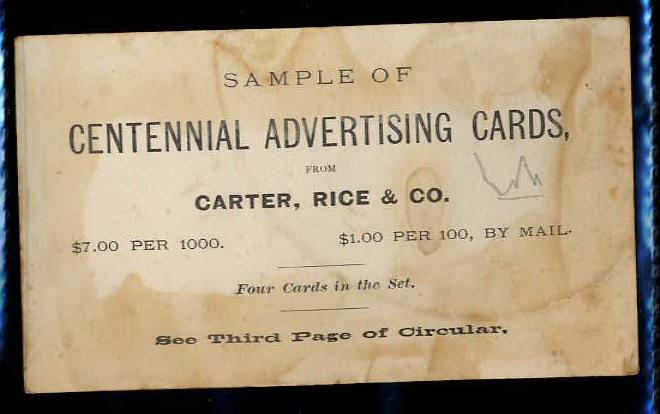 SAMPLE OF
CENTENNIAL ADVERTISING CARDS,
FROM
CARTER, RICE & CO.
$7.00 PER 1000. $1.00 PER 100, BY MAIL.
Four Cards in the Set.
See Third Page of Circular.